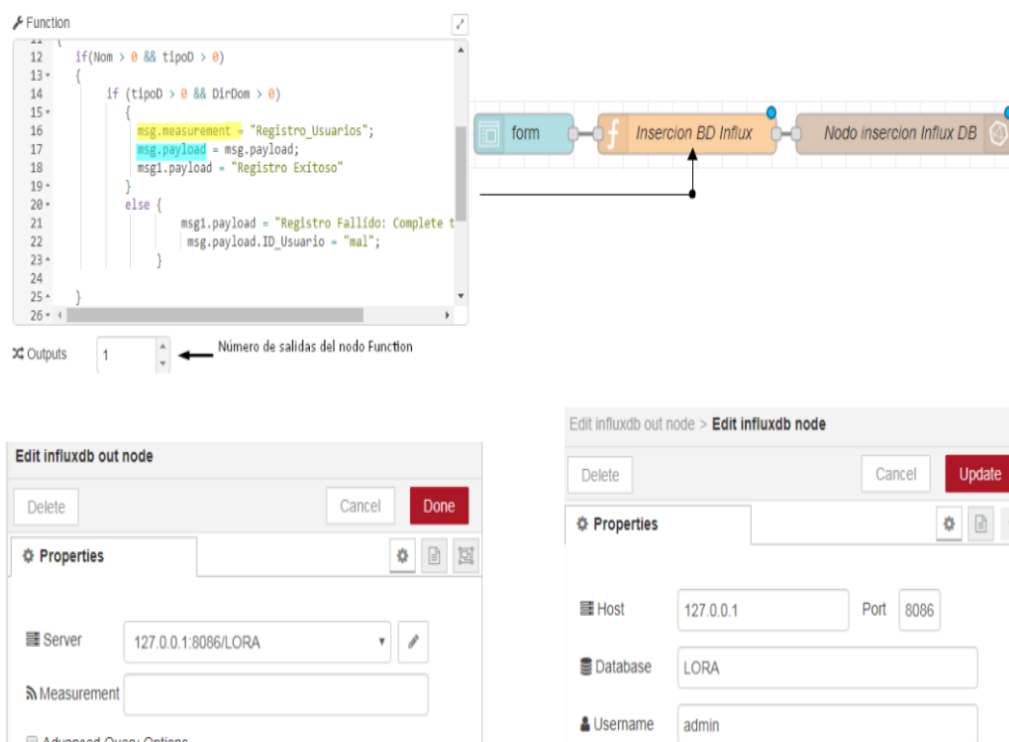 Function
12 if(Nom > 0 && tipoD > 0)
13 {
14 if (tipoD > 0 && DirDom > 0)
15 {
16 msg.measurement = "Registro_Usuarios";
17 msg.payload = msg.payload;
18 msg1.payload = "Registro Exítoso"
19 }
20 else {
21 msg1.payload = "Registro Fallído: Complete t
22 msg.payload.ID_Usuario = "mal";
23 }
24
25 }
26
form
f Insercion BD Influx
Nodo insercion Influx DB
Outputs 1
Número de salidas del nodo Function
Edit influxdb out node
Delete Cancel Done
Properties
Server 127.0.0.1:8086/LORA
Measurement
Advanced Query Options
Edit influxdb out node > Edit influxdb node
Delete Cancel Update
Properties
Host 127.0.0.1 Port 8086
Database LORA
Username admin